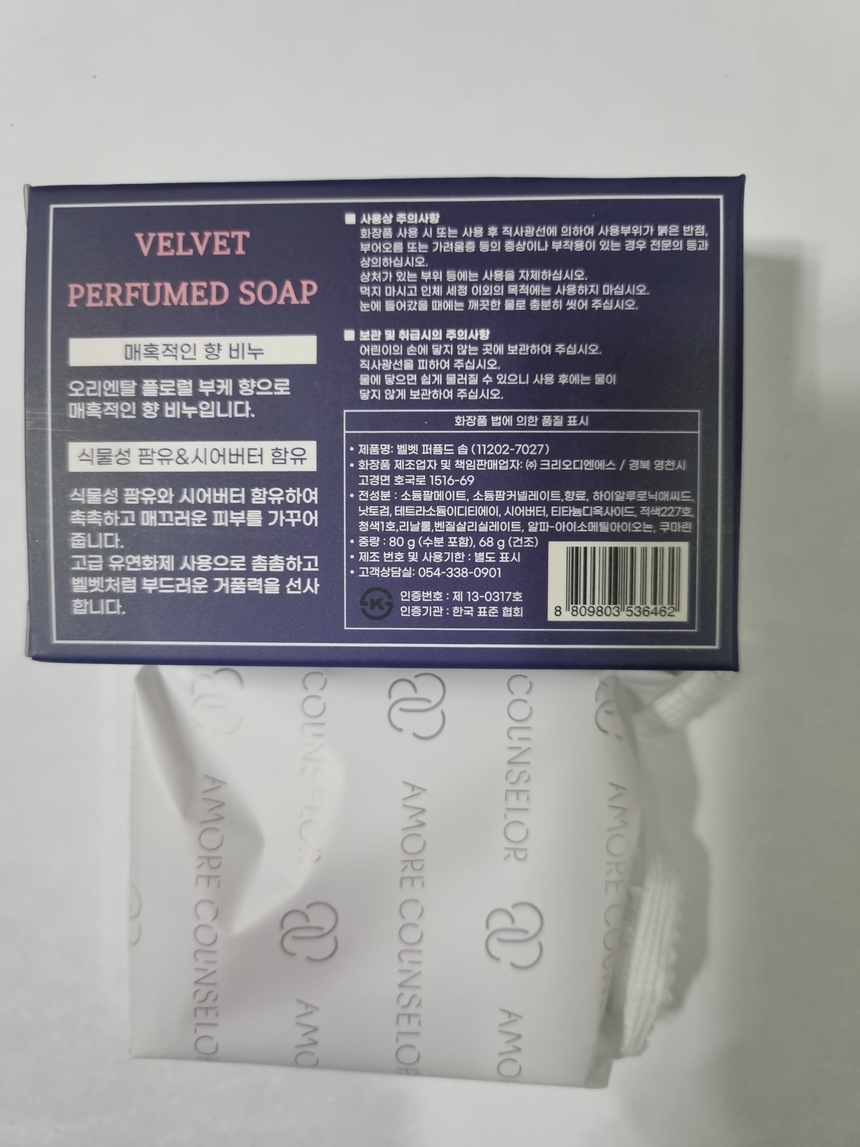 VELVET
PERFUMED SOAP
매혹적인 향 비누
오리엔탈 플로럴 부케 향으로
매혹적인 향 비누입니다.
식물성 팜유&시어버터 함유
식물성 팜유와 시어버터 함유하여
촉촉하고 매끄러운 피부를 가꾸어
줍니다.
고급 유연화제 사용으로 촘촘하고
벨벳처럼 부드러운 거품력을 선사
합니다.
■ 사용상 주의사항
화장품 사용 시 또는 사용 후 직사광선에 의하여 사용부위가 붉은 반점,
부어오름 또는 가려움증 등의 증상이나 부작용이 있는 경우 전문의 등과
상의하십시오.
상처가 있는 부위 등에는 사용을 자제하십시오.
먹지 마시고 인체 세정 이외의 목적에는 사용하지 마십시오.
눈에 들어갔을 때에는 깨끗한 물로 충분히 씻어 주십시오.
■ 보관 및 취급시의 주의사항
어린이의 손에 닿지 않는 곳에 보관하여 주십시오.
직사광선을 피하여 주십시오.
물에 닿으면 쉽게 물러질 수 있으니 사용 후에는 물이
닿지 않게 보관하여 주십시오.
화장품 법에 의한 품질 표시
• 제품명: 벨벳 퍼퓸드 솝 (11202-7027)
• 화장품 제조업자 및 책임판매업자: ㈜ 크리오디엔에스 / 경북 영천시
고경면 호국로 1516-69
• 전성분 : 소듐팔메이트, 소듐팜커넬레이트,향료, 하이알루로닉애씨드,
낫토검, 테트라소듐이디티에이, 시어버터, 티타늄디옥사이드, 적색227호,
청색1호,리날룰,벤질살리실레이트, 알파-아이소메틸아이오논, 쿠마린
• 중량 : 80 g (수분 포함), 68 g (건조)
• 제조 번호 및 사용기한 : 별도 표시
• 고객상담실: 054-338-0901
인증번호 : 제 13-0317호
인증기관 : 한국 표준 협회
8 809803 536462
AMORE COUNSELO
COUNSELOR
AMO
AMORE COUNSELOR
COUNSELOR
AMO
AMORE COUN